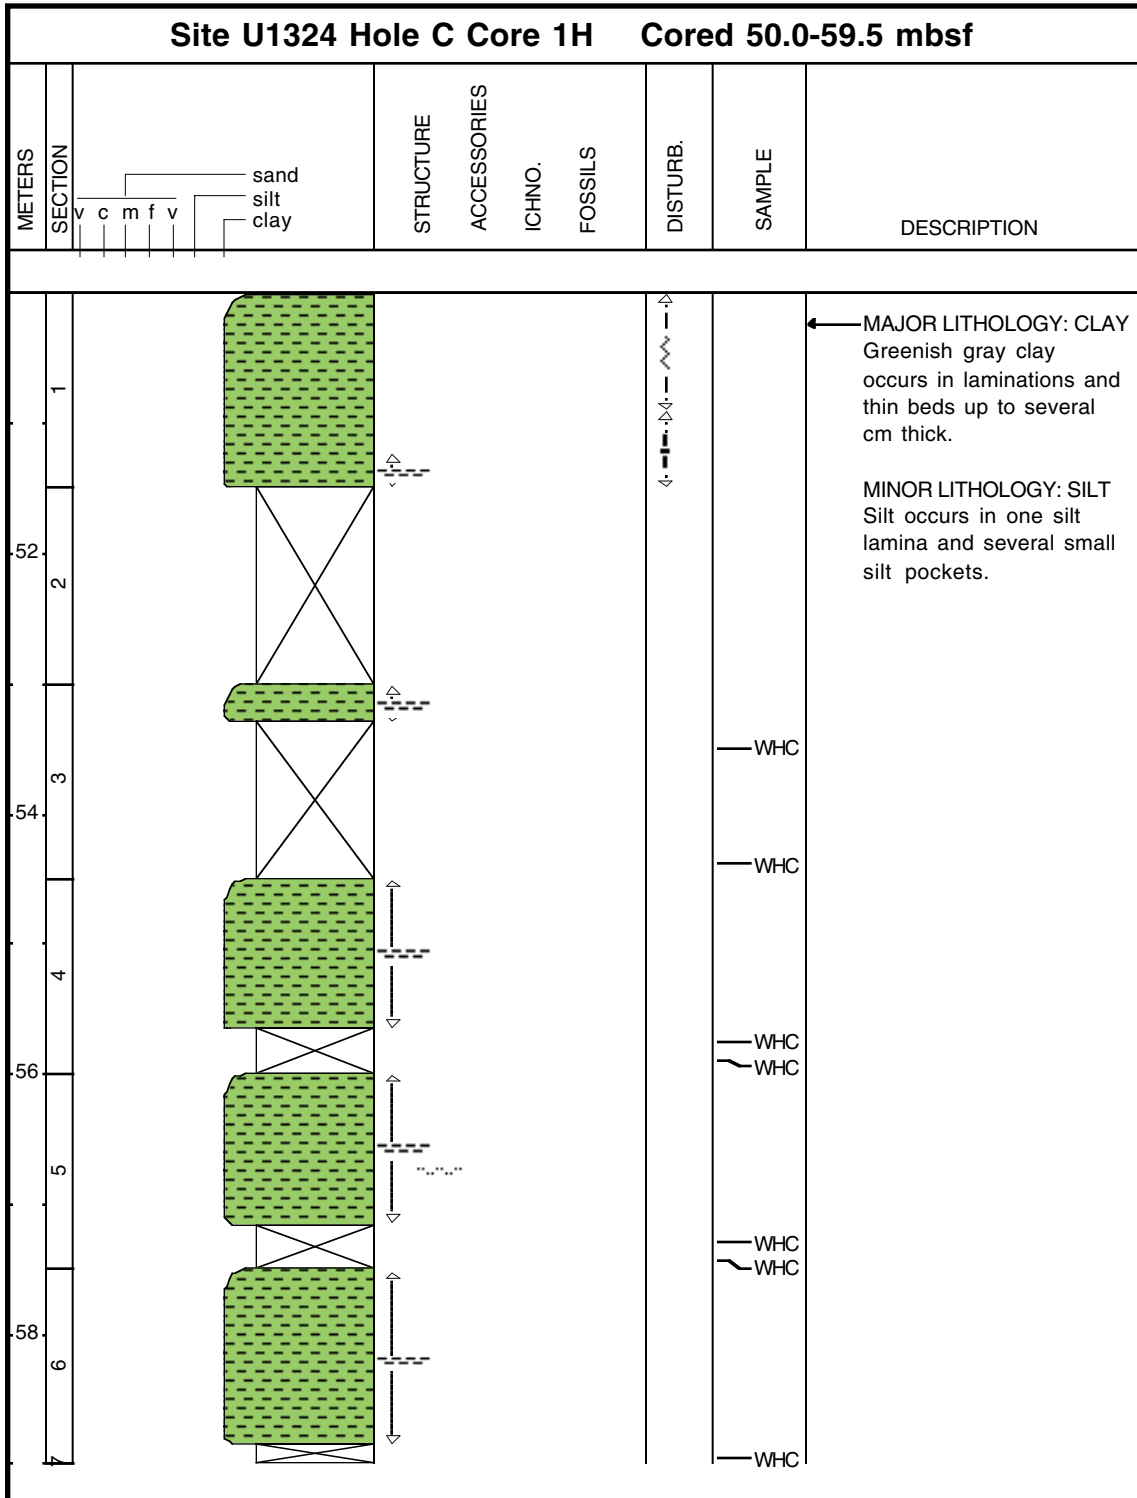 Site U1324 Hole C Core 1H Cored 50.0-59.5 mbsf
METERS
SECTION
v c m f v
sand
silt
clay
STRUCTURE
ACCESSORIES
ICHNO.
FOSSILS
DISTURB.
SAMPLE
DESCRIPTION
MAJOR LITHOLOGY: CLAY
Greenish gray clay
occurs in laminations and
thin beds up to several
cm thick.
MINOR LITHOLOGY: SILT
Silt occurs in one silt
lamina and several small
silt pockets.
1
52
2
WHC
3
54
WHC
4
WHC
56
WHC
5
WHC
WHC
58
6
WHC
7